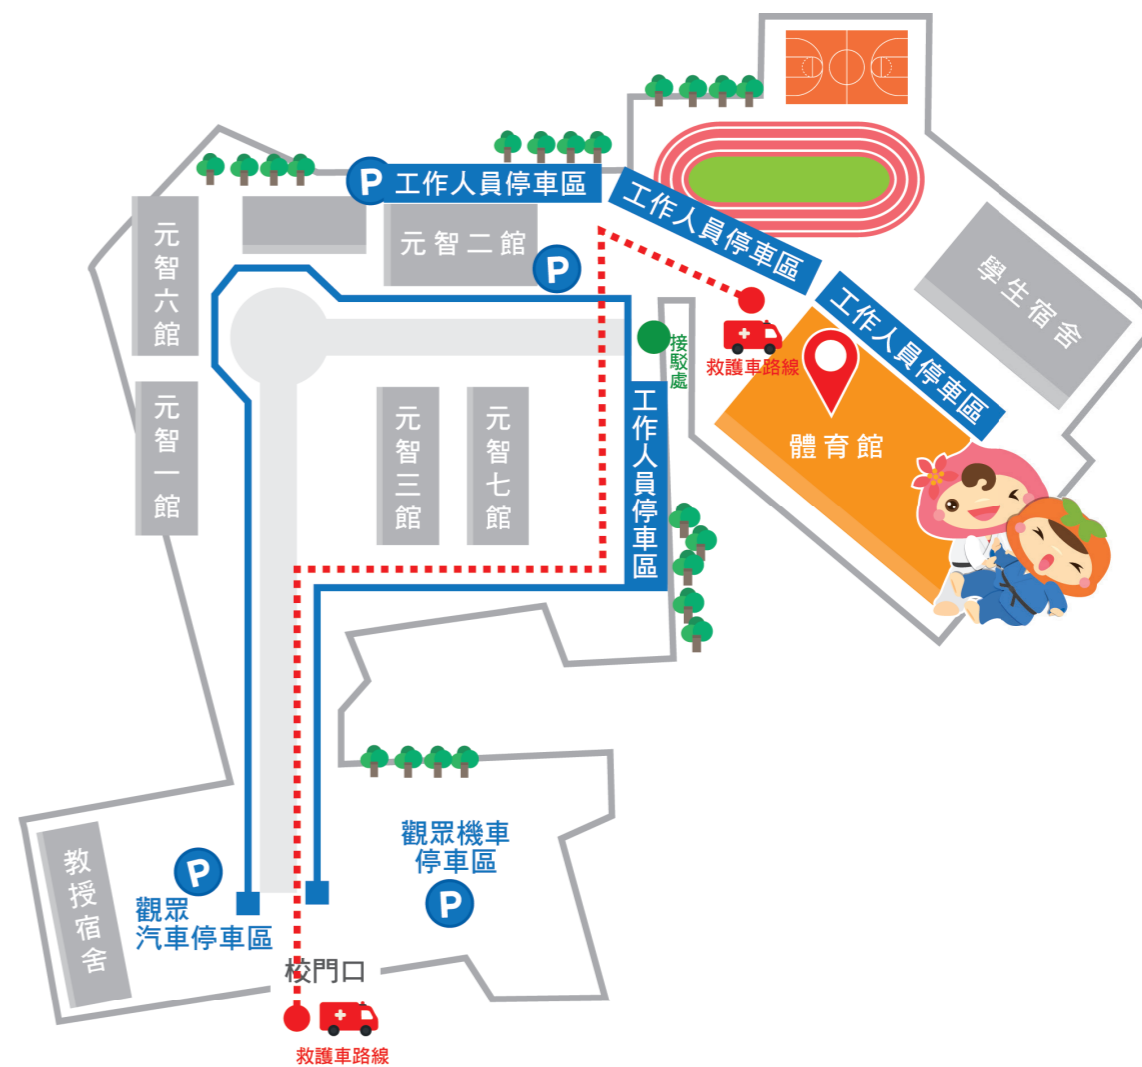 P 工作人員停車區
工作人員停車區
工作人員停車區
元智六館
元智二館
P
學生宿舍
接駁處
救護車路線
體育館
元智一館
元智三館
元智七館
工作人員停車區
觀眾機車
停車區
P
P
觀眾
汽車停車區
教授宿舍
校門口
救護車路線